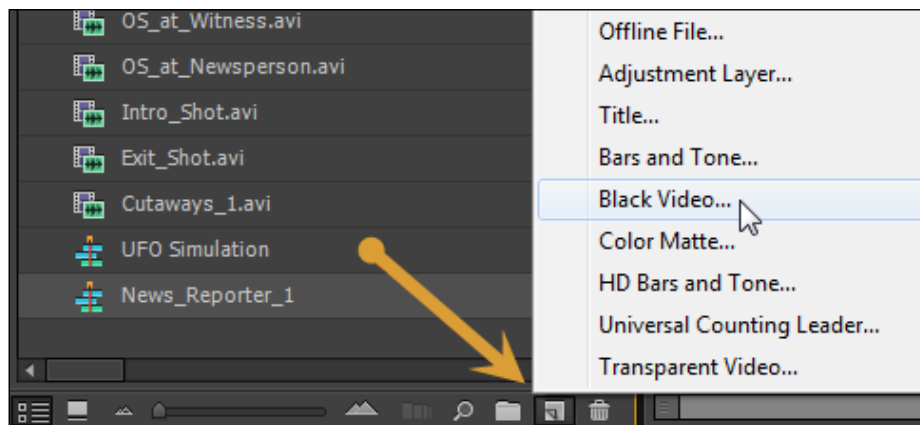 OS_at_Witness.avi
OS_at_Newsperson.avi
Intro_Shot.avi
Exit_Shot.avi
Cutaways_1.avi
UFO Simulation
News_Reporter_1
Offline File...
Adjustment Layer...
Title...
Bars and Tone...
Black Video...
Color Matte...
HD Bars and Tone...
Universal Counting Leader...
Transparent Video...